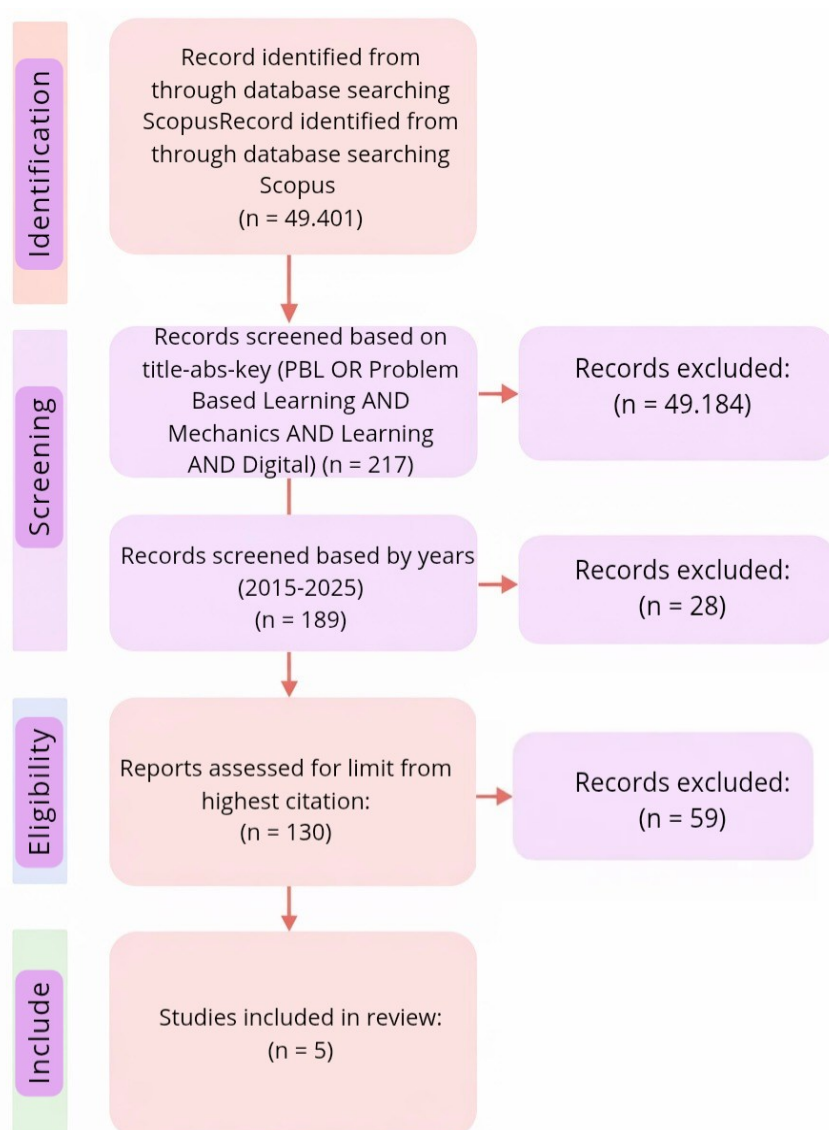 Identification
Record identified from
through database searching
ScopusRecord identified from
through database searching
Scopus
(n = 49.401)
Screening
Records screened based on
title-abs-key (PBL OR Problem
Based Learning AND
Mechanics AND Learning
AND Digital) (n = 217)
Records excluded:
(n = 49.184)
Records screened based by years
(2015-2025)
(n = 189)
Records excluded:
(n = 28)
Eligibility
Reports assessed for limit from
highest citation:
(n = 130)
Records excluded:
(n = 59)
Include
Studies included in review:
(n = 5)